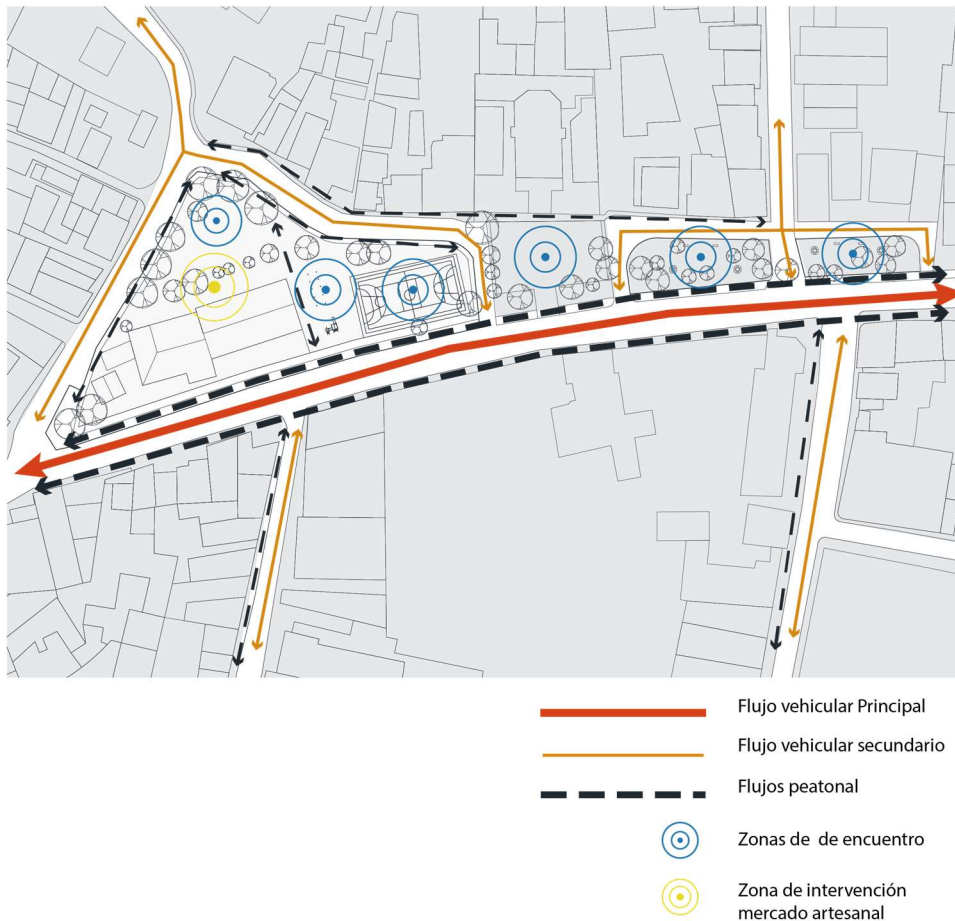 Flujo vehicular Principal
Flujo vehicular secundario
Flujos peatonal
Zonas de  de encuentro
Zona de intervención
mercado artesanal